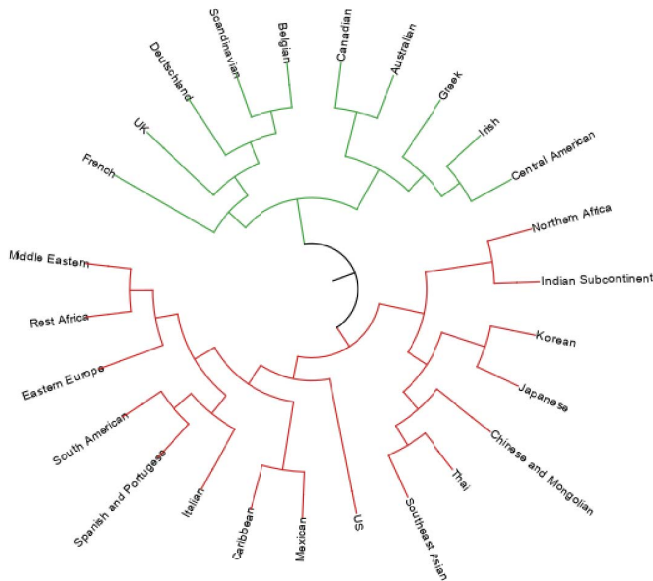 French
UK
Deutschland
Scandinavian
Belgian
Canadian
Australian
Greek
Irish
Central American
Northern Africa
Indian Subcontinent
Korean
Japanese
Chinese and Mongolian
Thai
Southeast Asian
US
Mexican
Caribbean
Italian
Spanish and Portugese
South American
Eastern Europe
Rest Africa
Middle Eastern